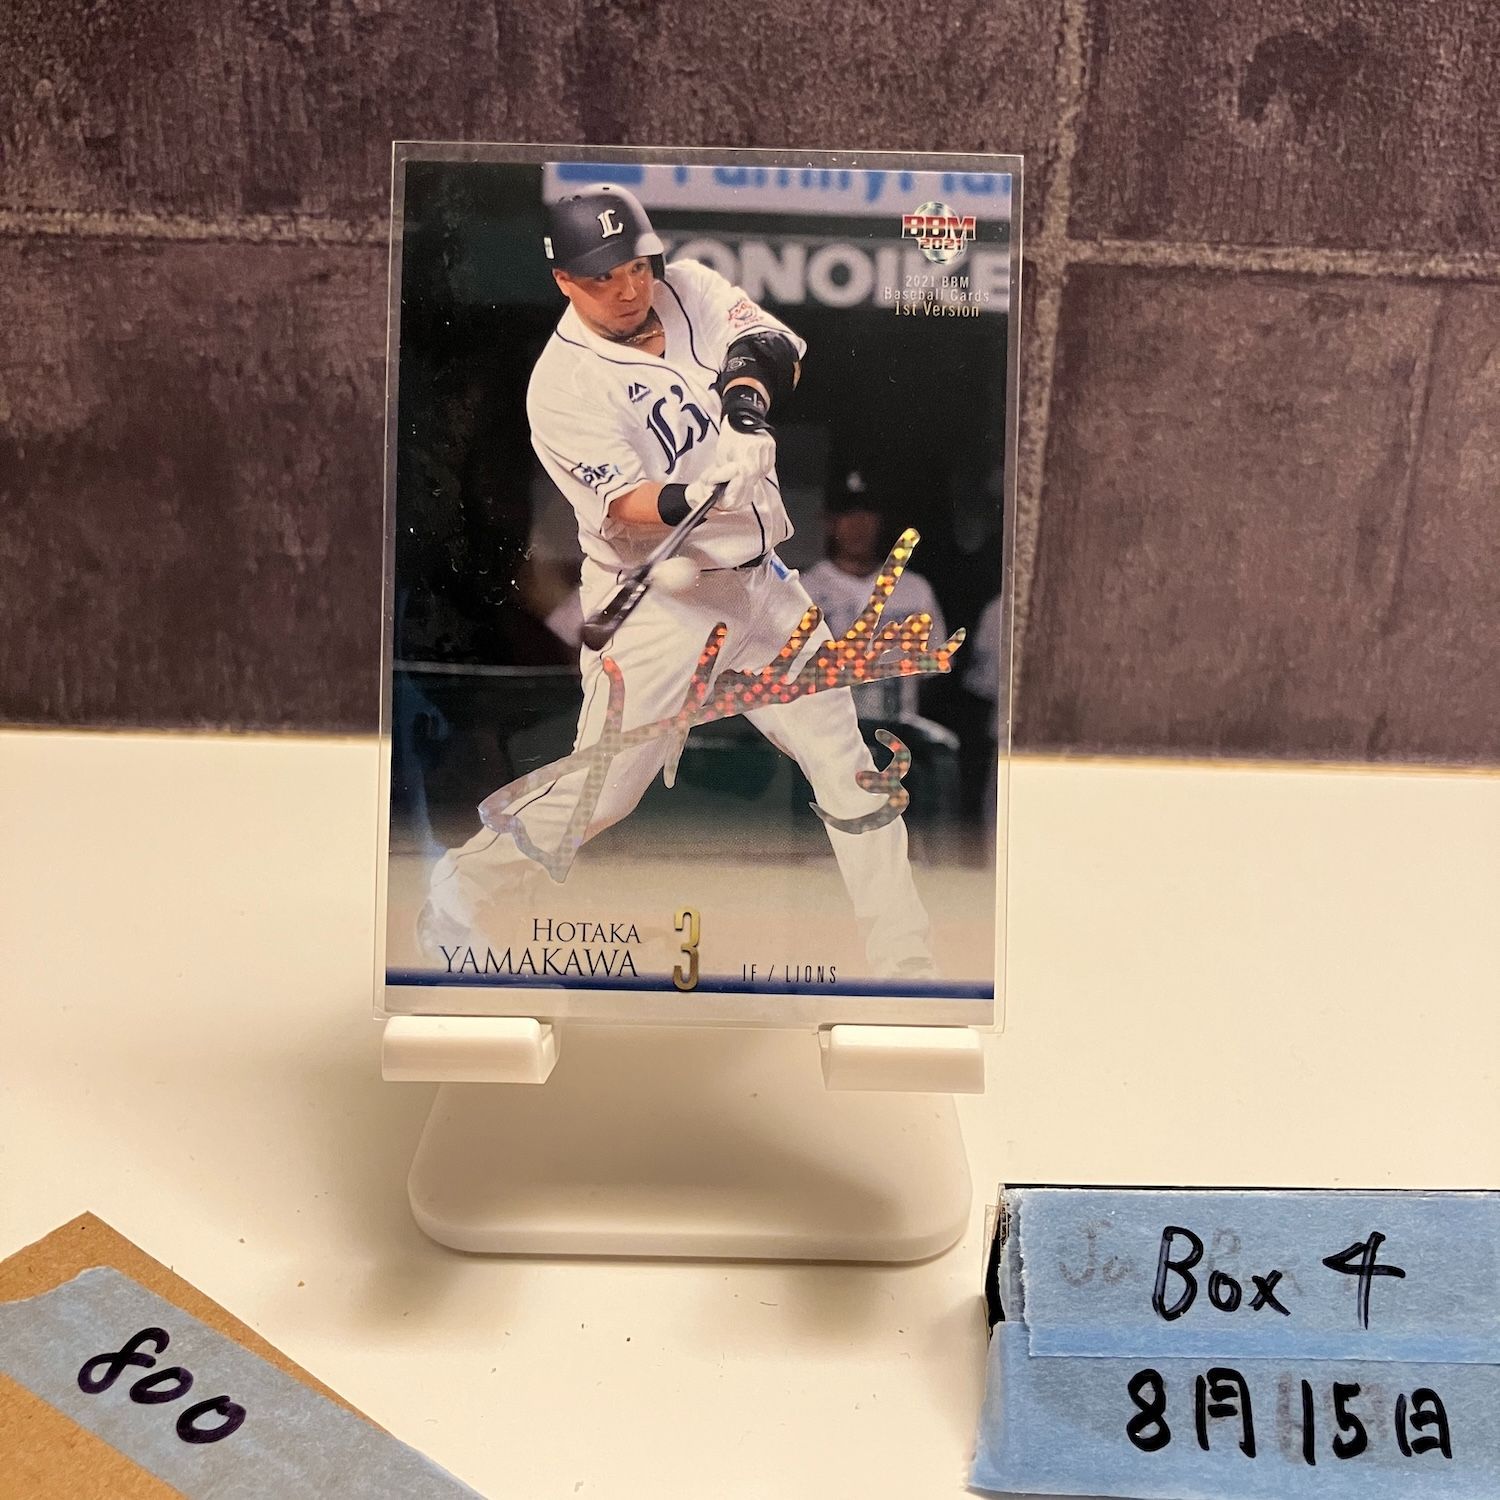 BBM
2021
2021 BBM
Baseball Cards
1st Version
L
HOTAKA
YAMAKAWA
3
IF / LIONS
3
800
Box 4
8月15日